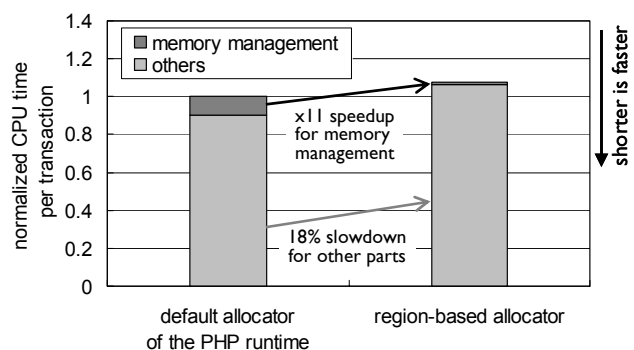 1.4
1.2
1
0.8
0.6
0.4
0.2
0
normalized CPU time
per transaction
memory management
others
x11 speedup
for memory
management
18% slowdown
for other parts
shorter is faster
default allocator
of the PHP runtime
region-based allocator